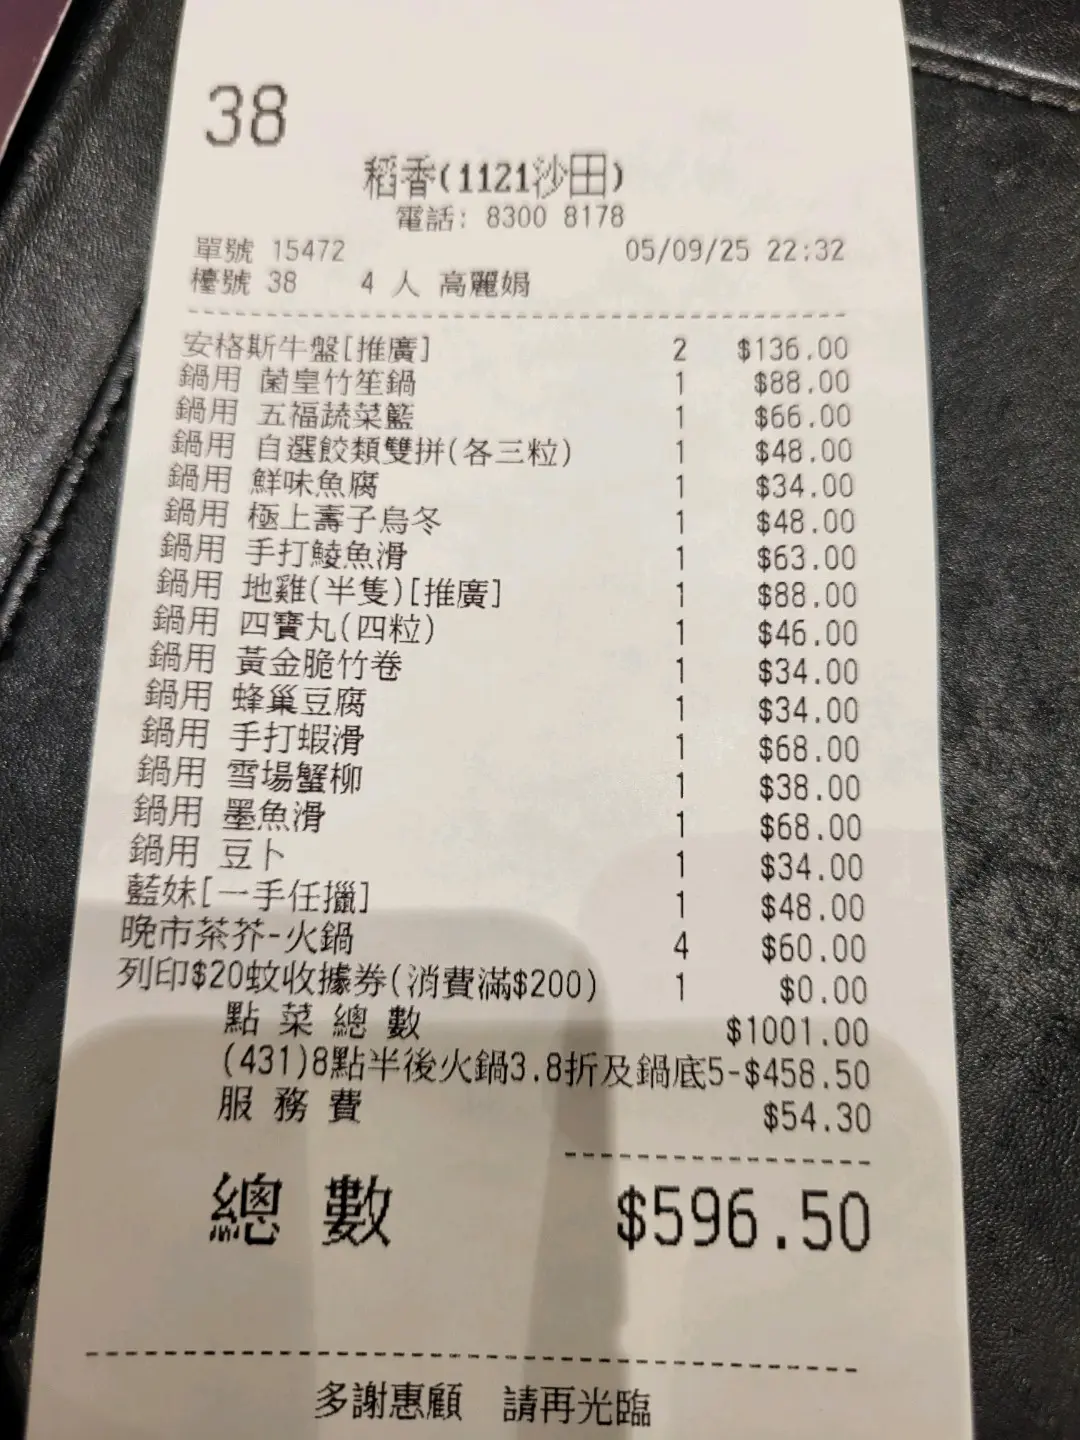 38
稻香(1121沙田)
電話: 8300 8178
單號 15472 05/09/25 22:32
檯號 38 4 人 高麗娟
安格斯牛盤[推廣] 2 $136.00
鍋用 菌皇竹笙鍋 1 $88.00
鍋用 五福蔬菜籃 1 $66.00
鍋用 自選餃類雙拼(各三粒) 1 $48.00
鍋用 鮮味魚腐 1 $34.00
鍋用 極上壽子烏冬 1 $48.00
鍋用 手打鯪魚滑 1 $63.00
鍋用 地雞(半隻)[推廣] 1 $88.00
鍋用 四寶丸(四粒) 1 $46.00
鍋用 黃金脆竹卷 1 $34.00
鍋用 蜂巢豆腐 1 $34.00
鍋用 手打蝦滑 1 $68.00
鍋用 雪場蟹柳 1 $38.00
鍋用 墨魚滑 1 $68.00
鍋用 豆卜 1 $34.00
藍妹[一手任擸] 1 $48.00
晚市茶芥-火鍋 4 $60.00
列印$20蚊收據券(消費滿$200) 1 $0.00
點 菜 總 數 $1001.00
(431)8點半後火鍋3.8折及鍋底5-$458.50
服 務 費 $54.30
總 數 $596.50
多謝惠顧 請再光臨